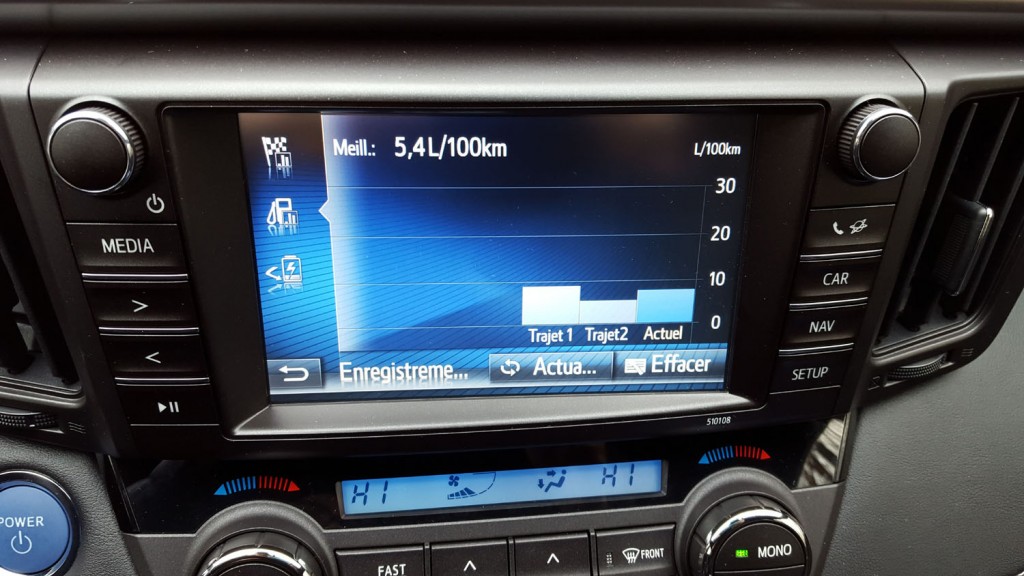 Meill.: 5,4 L/100km
L/100km
30
20
10
0
Trajet 1 Trajet2 Actuel
Enregistreme... Actua... Effacer
MEDIA
>
<
CAR
NAV
SETUP
510108
HI HI
POWER
FAST
FRONT
MONO